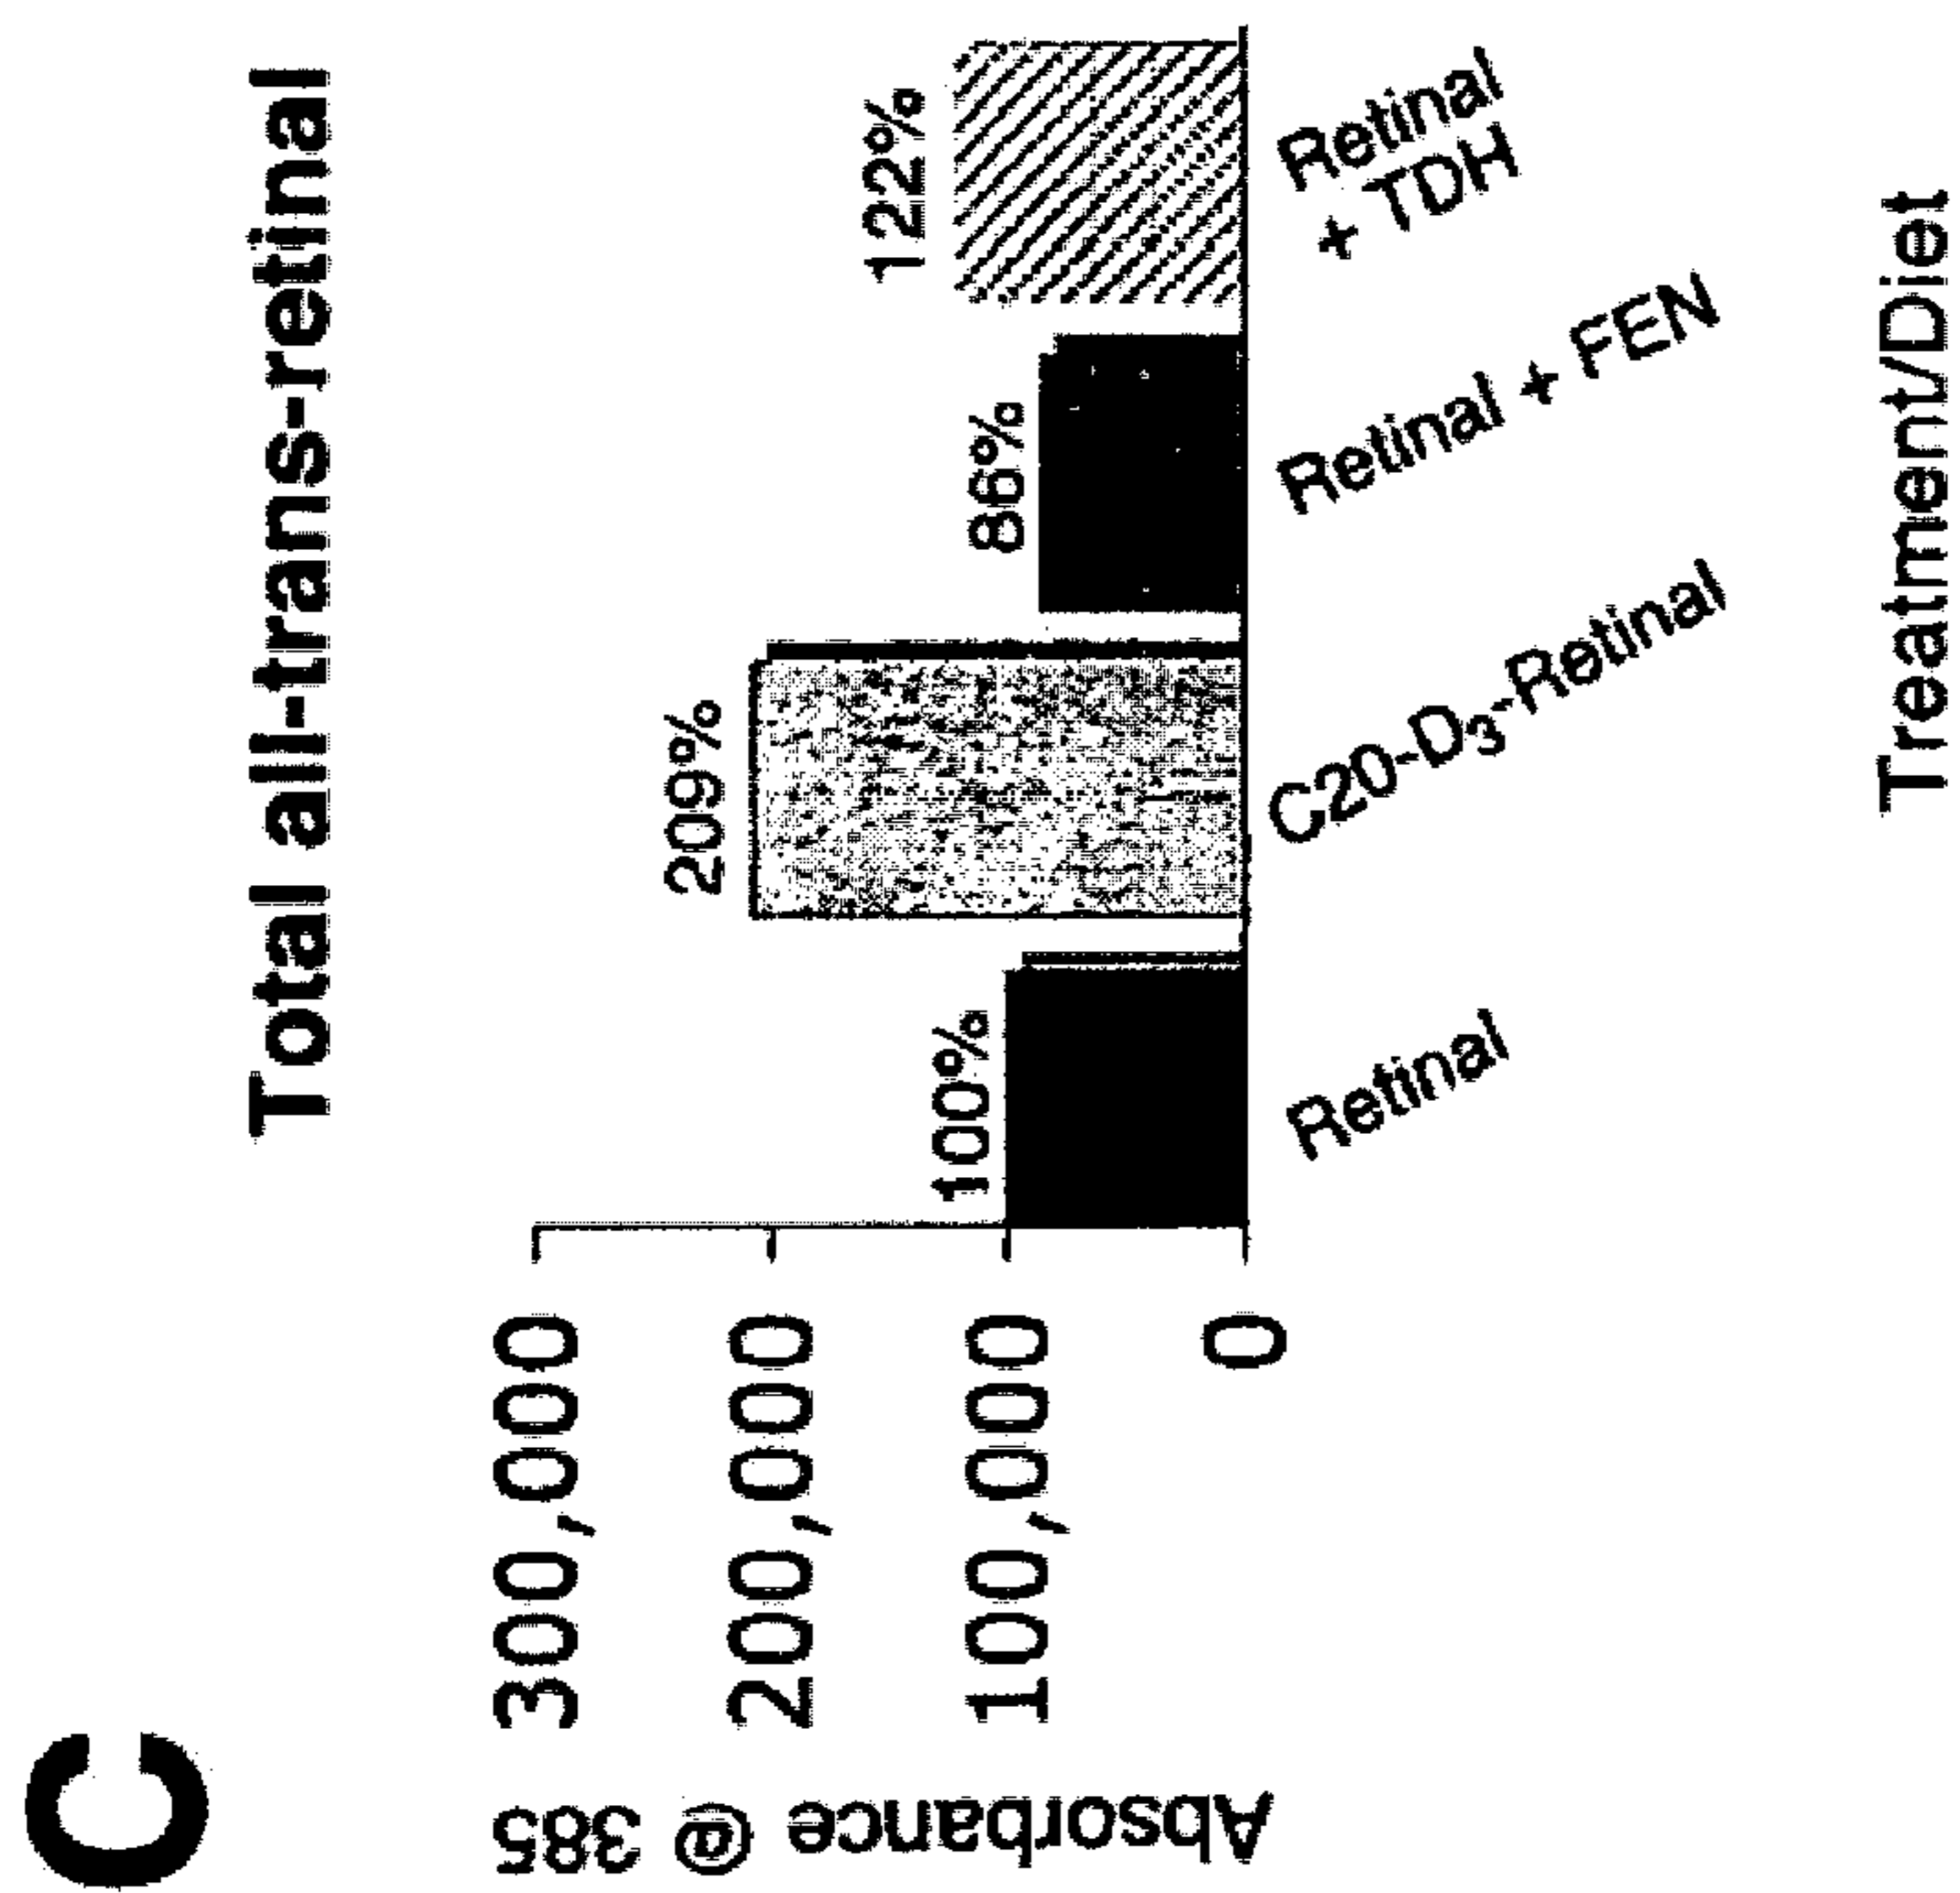 C
Total all-trans-retinal
Absorbance @ 385
300,000
200,000
100,000
0
100%
209%
86%
122%
Retinal
C20-D3-Retinal
Retinal + FEN
Retinal
+ TDH
Treatment/Diet